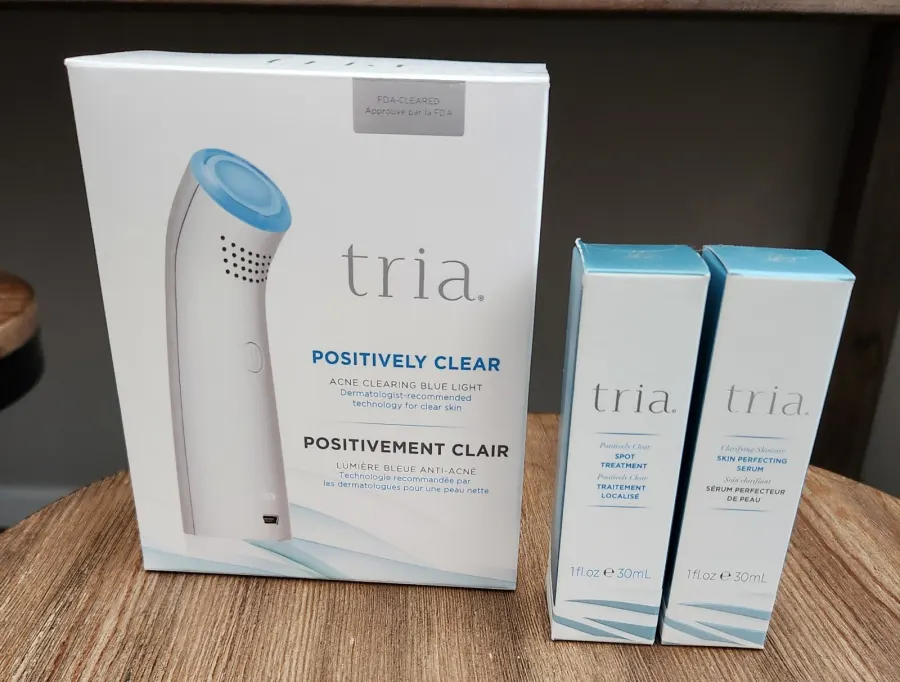 FDA-CLEARED
Approuvé par la FDA
tria®
POSITIVELY CLEAR
ACNE CLEARING BLUE LIGHT
Dermatologist-recommended
technology for clear skin
POSITIVEMENT CLAIR
LUMIÈRE BLEUE ANTI-ACNÉ
Technologie recommandée par
les dermatologues pour une peau nette
tria®
Positively Clear
SPOT
TREATMENT
Positively Clear
TRAITEMENT
LOCALISÉ
1 fl.oz ℮ 30mL
tria®
Clarifying Skincare
SKIN PERFECTING
SERUM
Soin clarifiant
SÉRUM PERFECTEUR
DE PEAU
1 fl.oz ℮ 30mL